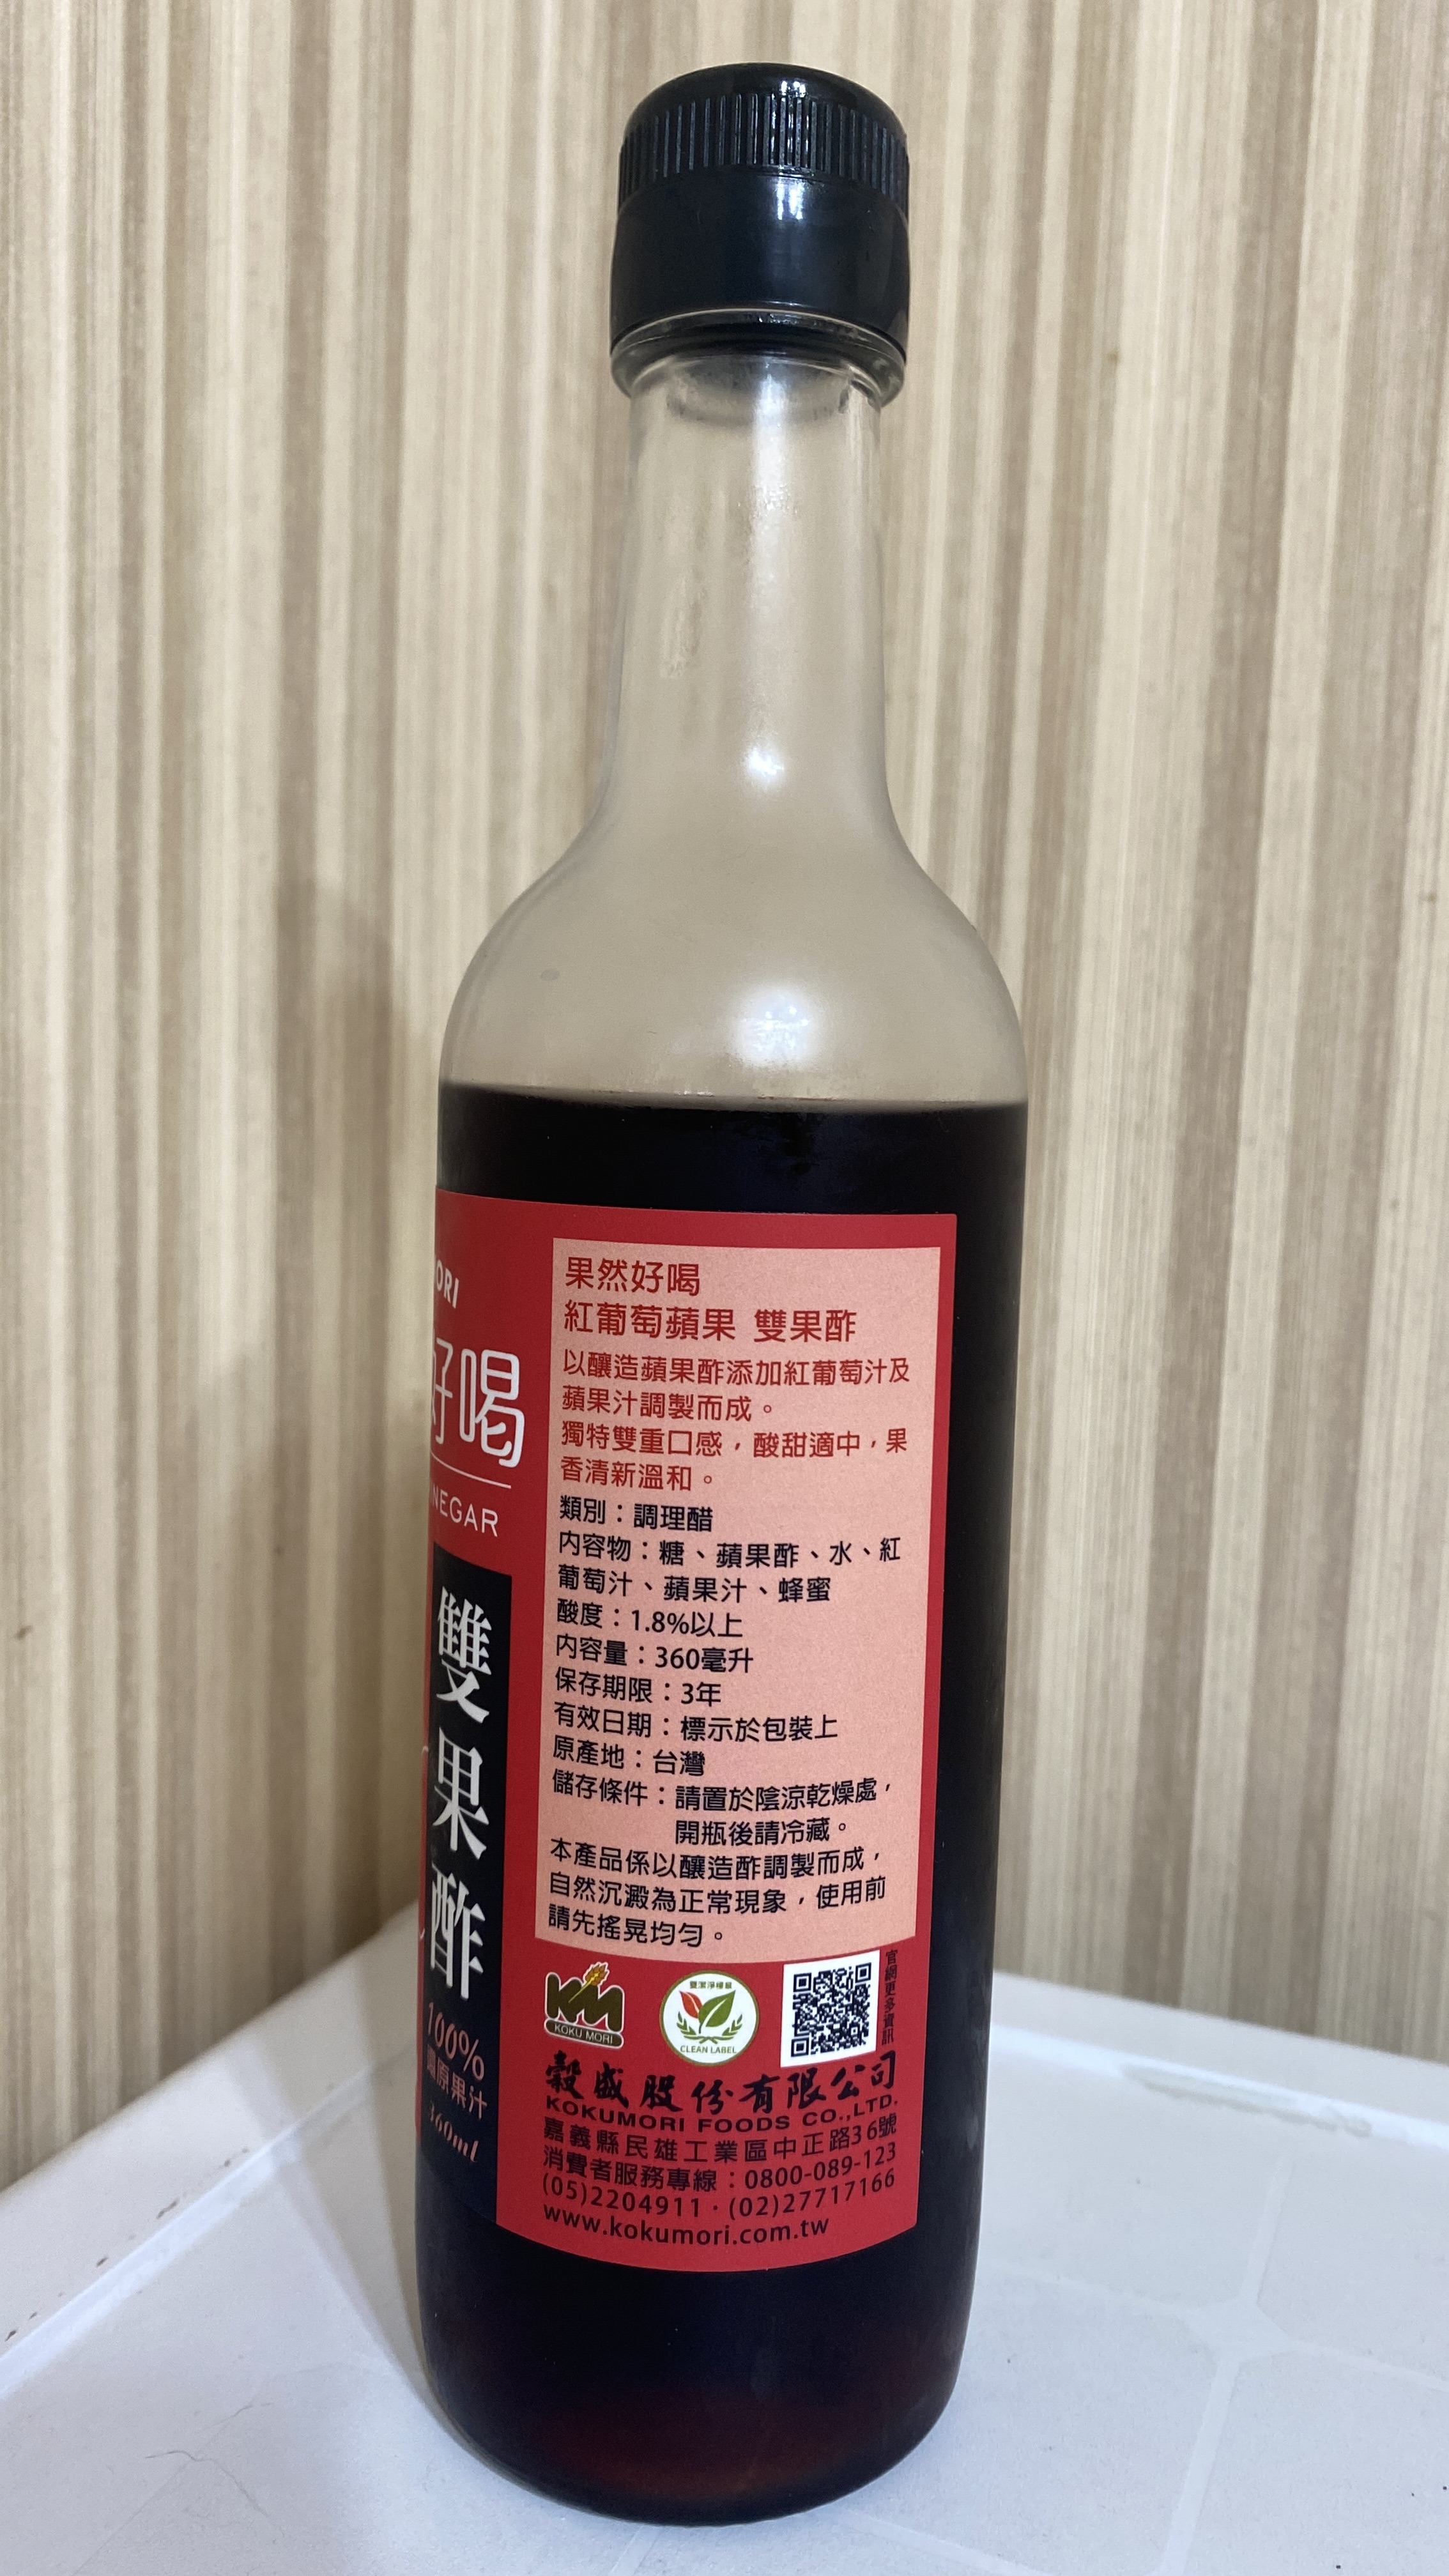 ORI
好喝
NEGAR
雙果酢
100%
還原果汁
360ml
果然好喝
紅葡萄蘋果 雙果酢
以釀造蘋果酢添加紅葡萄汁及
蘋果汁調製而成。
獨特雙重口感，酸甜適中，果
香清新溫和。
類別：調理醋
內容物：糖、蘋果酢、水、紅
葡萄汁、蘋果汁、蜂蜜
酸度：1.8%以上
內容量：360毫升
保存期限：3年
有效日期：標示於包裝上
原產地：台灣
儲存條件：請置於陰涼乾燥處，
開瓶後請冷藏。
本產品係以釀造酢調製而成，
自然沉澱為正常現象，使用前
請先搖晃均勻。
KOKU MORI
雙潔淨標章
CLEAN LABEL
官網更多資訊
穀盛股份有限公司
KOKUMORI FOODS CO.,LTD.
嘉義縣民雄工業區中正路36號
消費者服務專線：0800-089-123
(05)2204911·(02)27717166
www.kokumori.com.tw